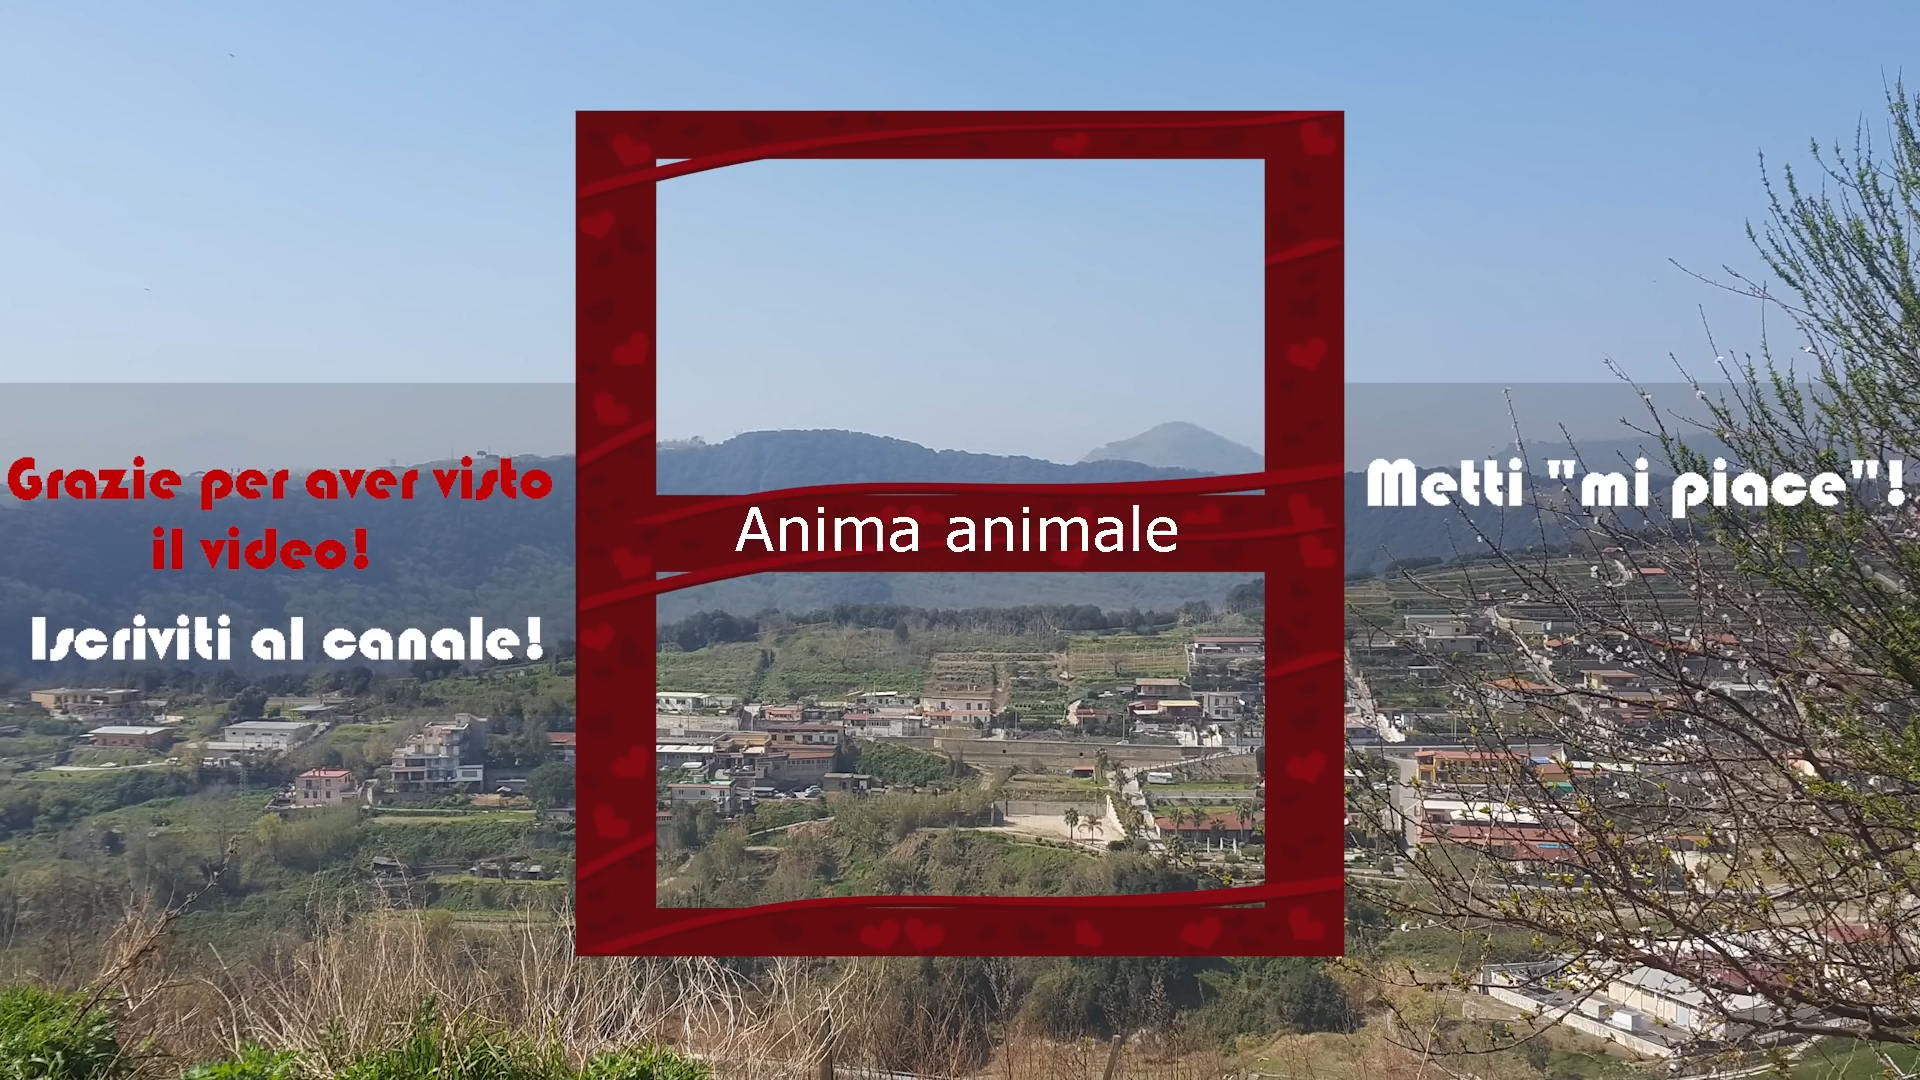 Grazie per aver visto
il video!
Iscriviti al canale!
Anima animale
Metti "mi piace"!